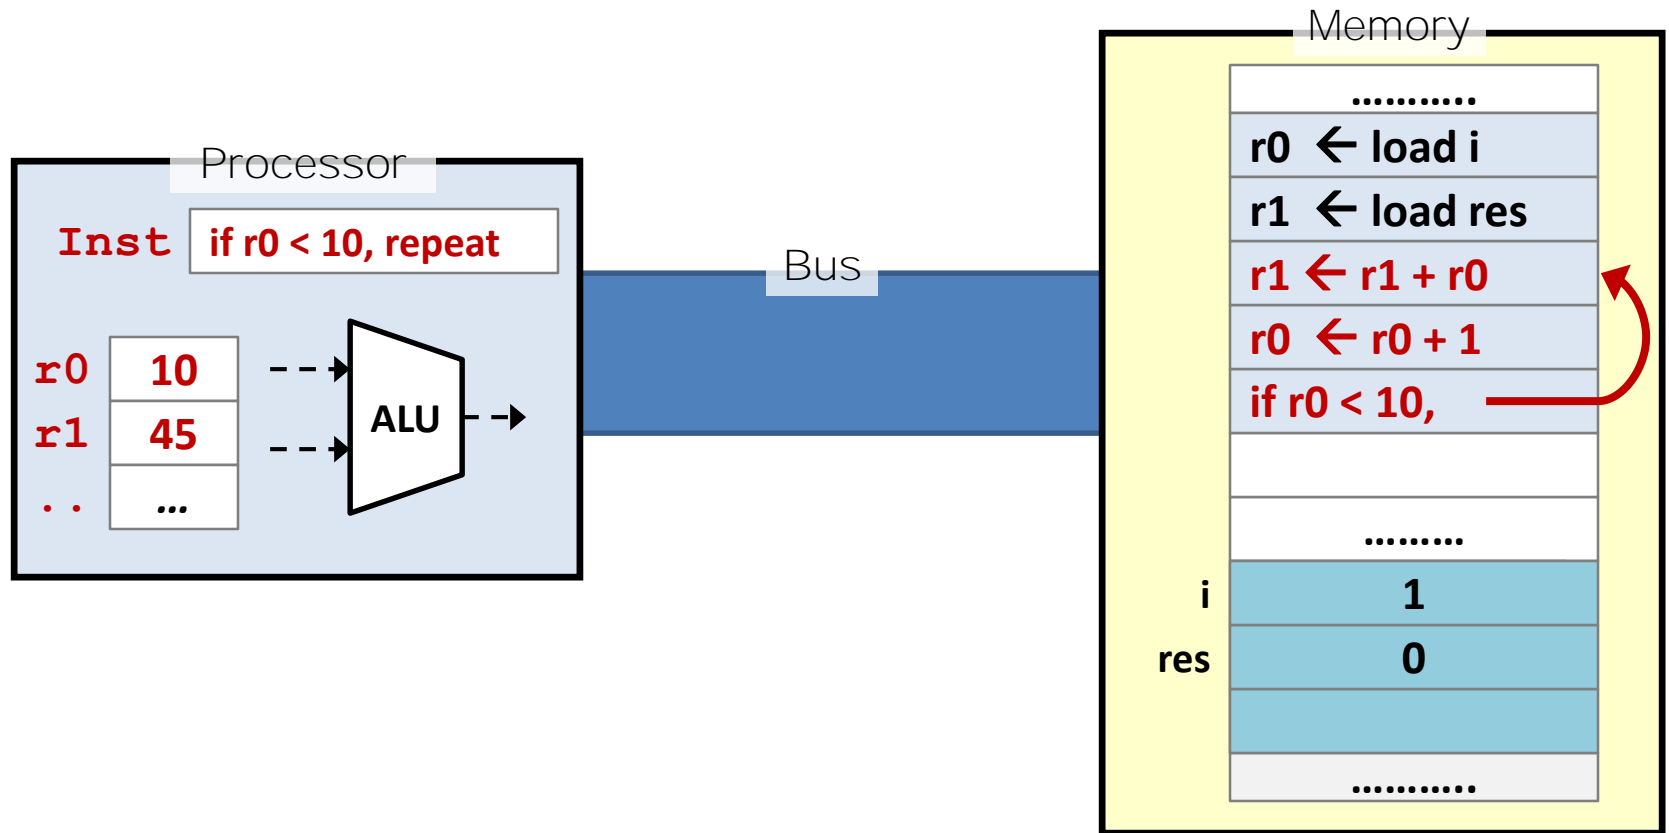 Processor
Inst if r0 < 10, repeat
r0 10
r1 45
.. ...
ALU
Bus
Memory
………..
r0 ← load i
r1 ← load res
r1 ← r1 + r0
r0 ← r0 + 1
if r0 < 10,
………
i 1
res 0
………..